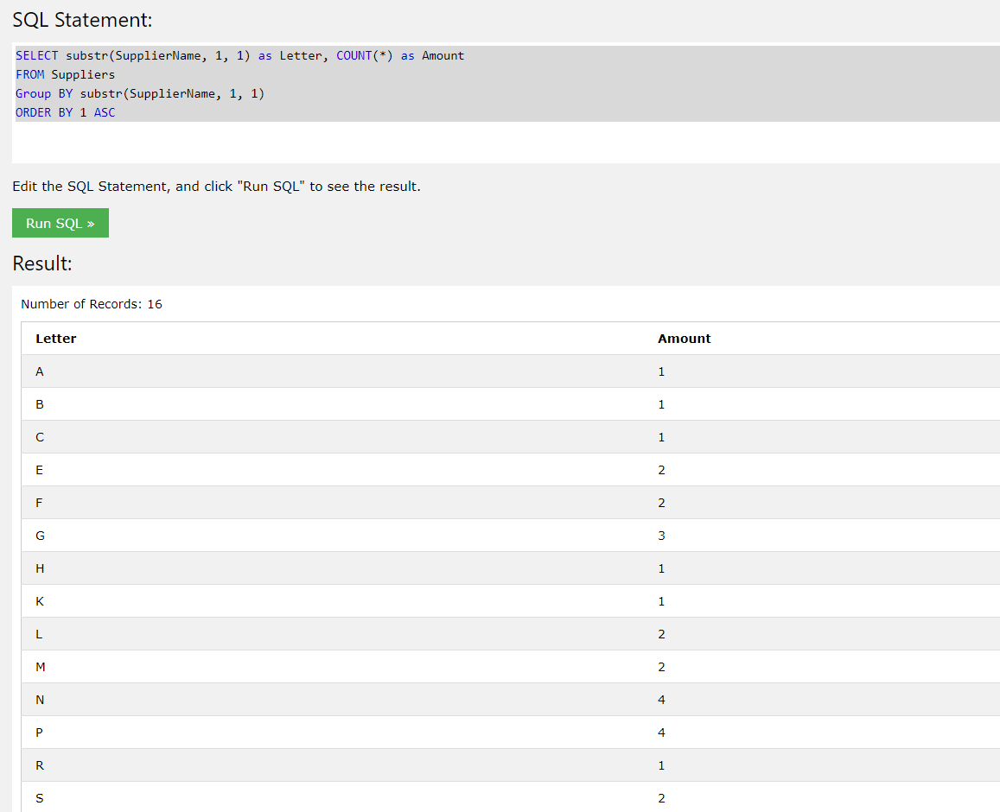 SQL Statement:
SELECT substr(SupplierName, 1, 1) as Letter, COUNT(*) as Amount
FROM Suppliers
Group BY substr(SupplierName, 1, 1)
ORDER BY 1 ASC
Edit the SQL Statement, and click "Run SQL" to see the result.
Run SQL »
Result:
Number of Records: 16
Letter Amount
A 1
B 1
C 1
E 2
F 2
G 3
H 1
K 1
L 2
M 2
N 4
P 4
R 1
S 2